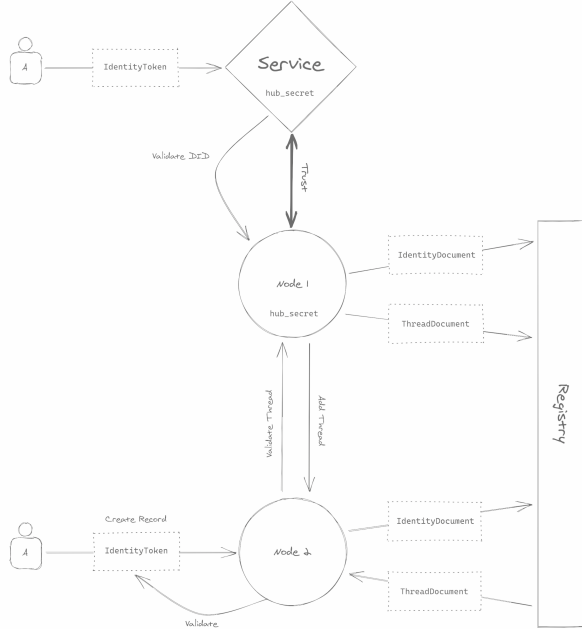 A
IdentityToken
Service
hub_secret
Validate DID
Trust
Node 1
hub_secret
IdentityDocument
ThreadDocument
Registry
Validate Thread
Add Thread
A
Create Record
IdentityToken
Node 2
IdentityDocument
ThreadDocument
Validate